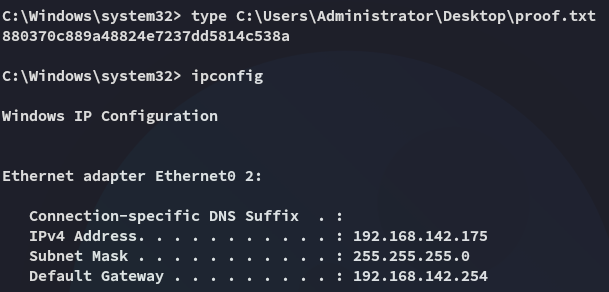 C:\Windows\system32> type C:\Users\Administrator\Desktop\proof.txt
880370c889a48824e7237dd5814c538a
C:\Windows\system32> ipconfig
Windows IP Configuration
Ethernet adapter Ethernet0 2:
Connection-specific DNS Suffix  . :
IPv4 Address. . . . . . . . . . . : 192.168.142.175
Subnet Mask . . . . . . . . . . . : 255.255.255.0
Default Gateway . . . . . . . . . : 192.168.142.254